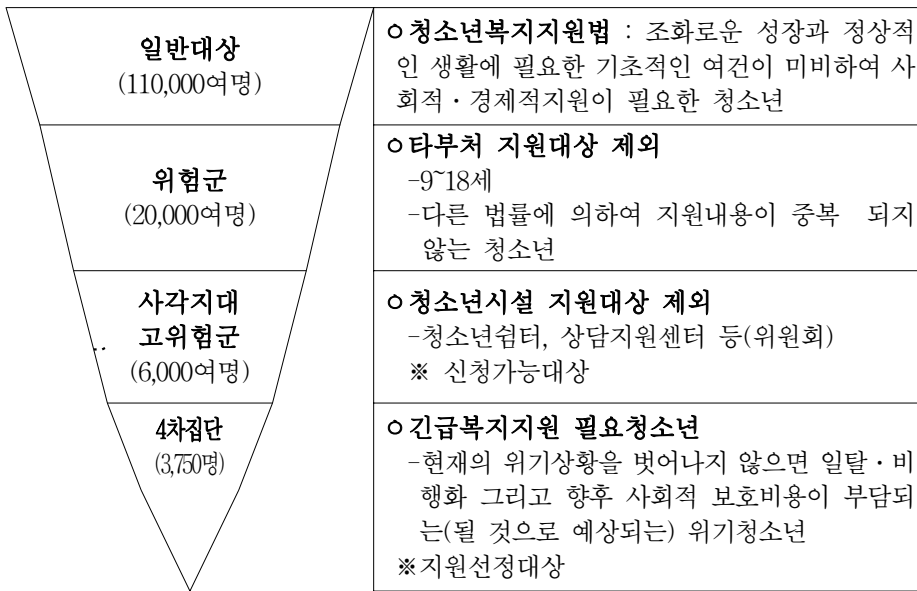 일반대상
(110,000여명)
ㅇ청소년복지지원법 : 조화로운 성장과 정상적
인 생활에 필요한 기초적인 여건이 미비하여 사
회적·경제적지원이 필요한 청소년
위험군
(20,000여명)
ㅇ타부처 지원대상 제외
-9~18세
-다른 법률에 의하여 지원내용이 중복 되지
않는 청소년
사각지대
고위험군
(6,000여명)
ㅇ청소년시설 지원대상 제외
-청소년쉼터, 상담지원센터 등(위원회)
※ 신청가능대상
4차집단
(3,750명)
ㅇ긴급복지지원 필요청소년
-현재의 위기상황을 벗어나지 않으면 일탈·비
행화 그리고 향후 사회적 보호비용이 부담되
는(될 것으로 예상되는) 위기청소년
※지원선정대상